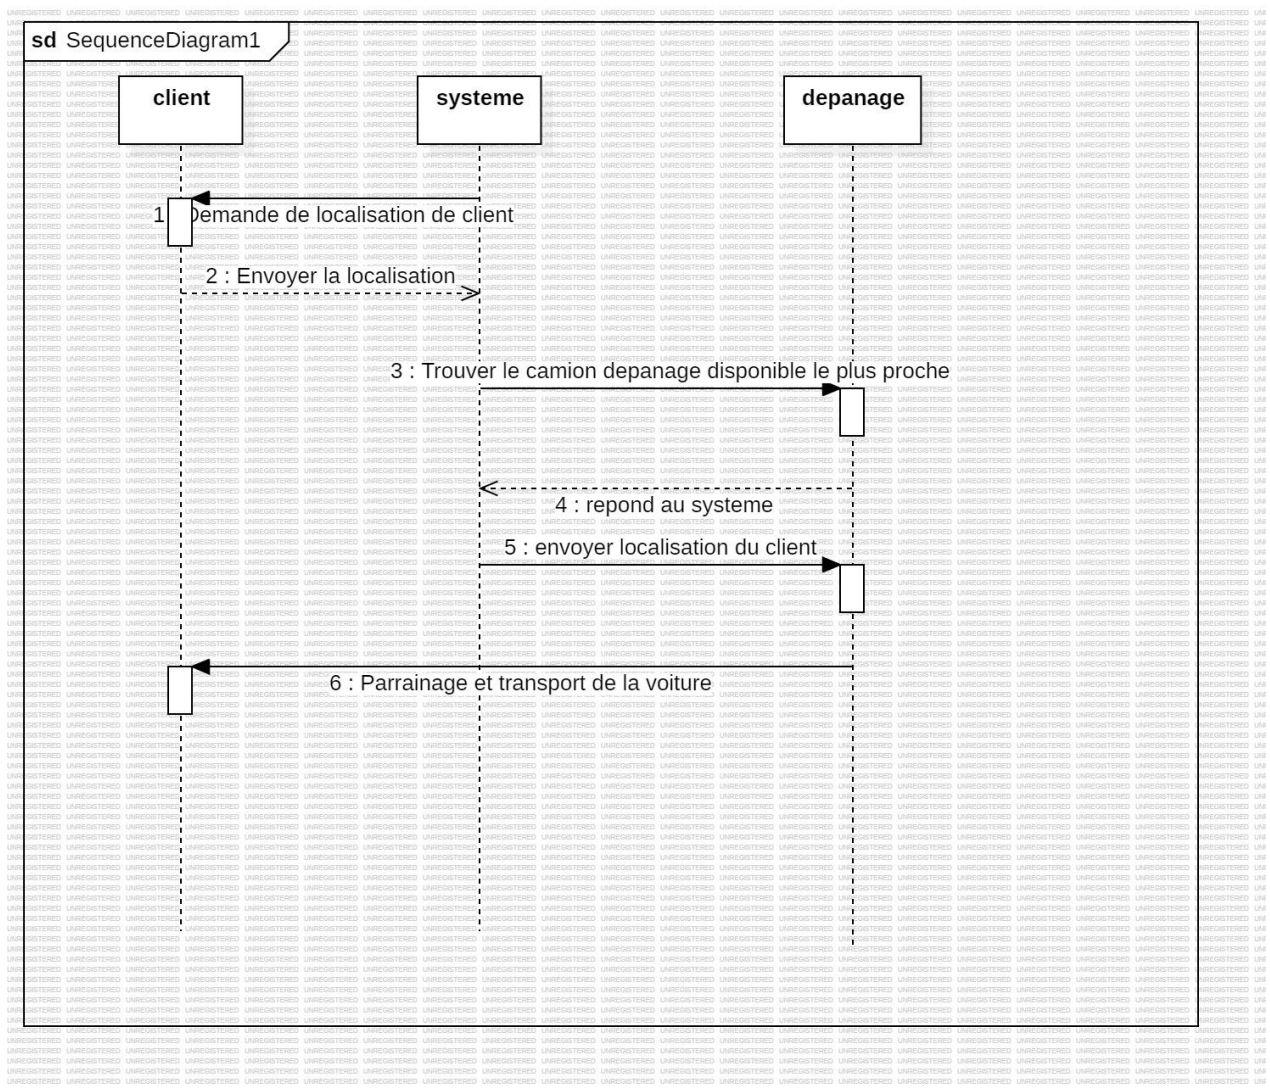 sd SequenceDiagram1
client
systeme
depanage
1 Demande de localisation de client
2 : Envoyer la localisation
3 : Trouver le camion depanage disponible le plus proche
4 : repond au systeme
5 : envoyer localisation du client
6 : Parrainage et transport de la voiture
UNREGISTERED